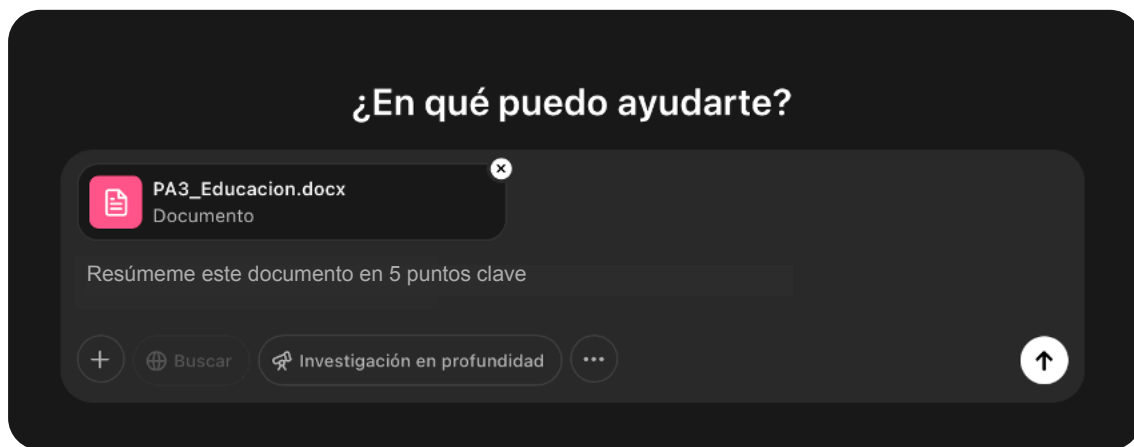 ¿En qué puedo ayudarte?
PA3_Educacion.docx
Documento
Resúmeme este documento en 5 puntos clave
Buscar
Investigación en profundidad